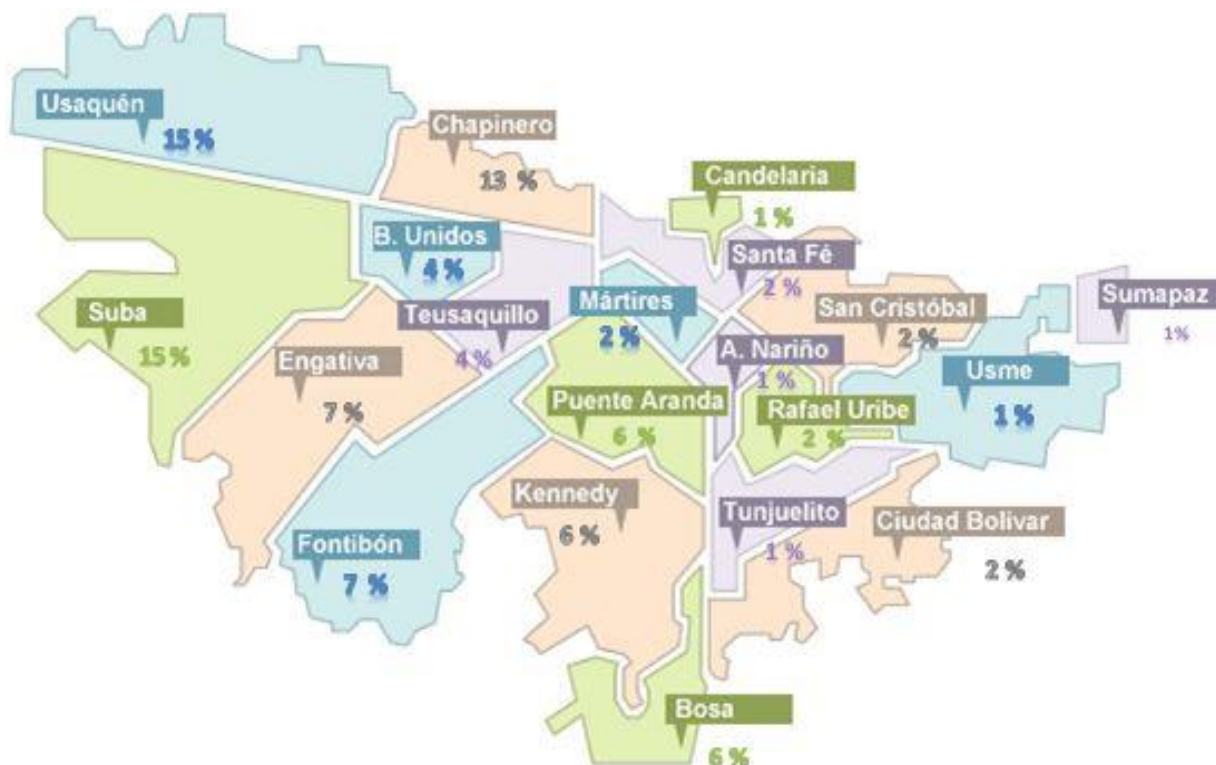 Usaquén
15 %
Chapinero
13 %
Candelaria
1 %
B. Unidos
4 %
Santa Fé
2 %
Suba
15 %
Teusaquillo
4 %
Mártires
2 %
San Cristóbal
2 %
Sumapaz
1%
Engativa
7 %
A. Nariño
1 %
Usme
1 %
Puente Aranda
6 %
Rafael Uribe
2 %
Kennedy
6 %
Tunjuelito
1 %
Ciudad Bolivar
2 %
Fontibón
7 %
Bosa
6 %